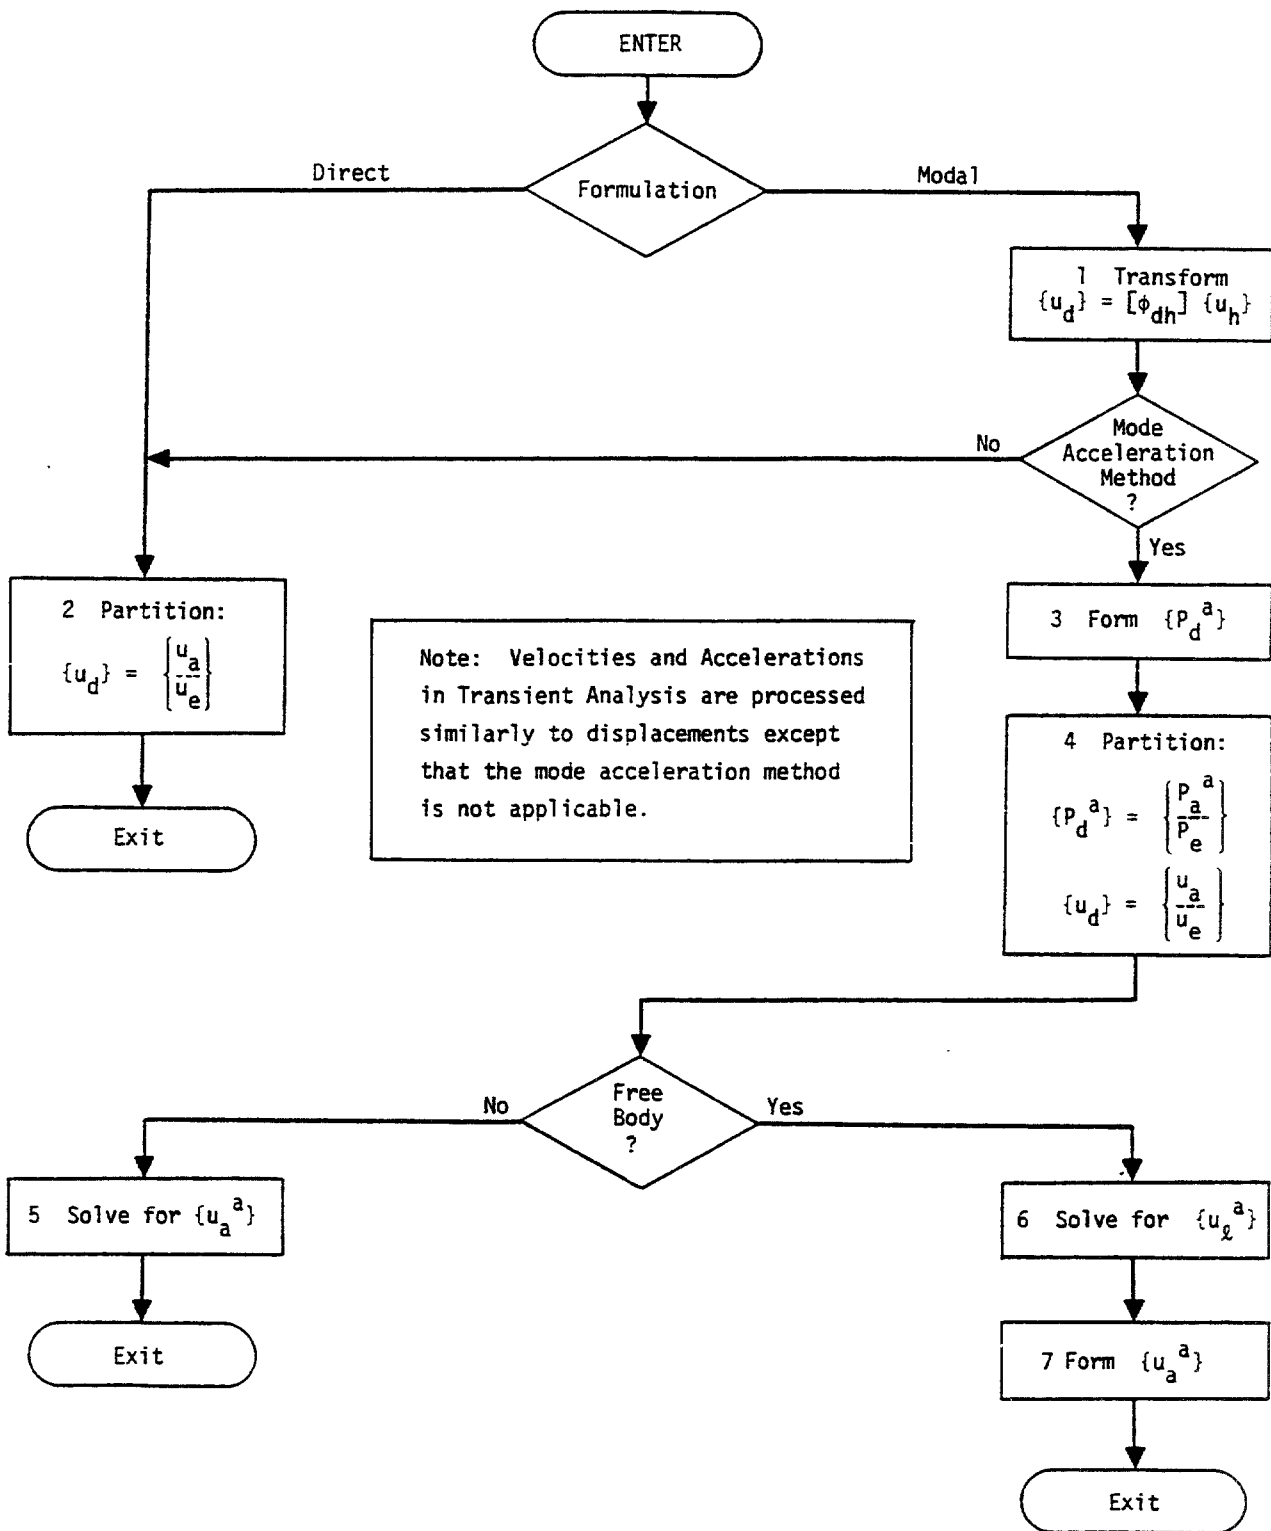 ENTER
Formulation
Direct
Modal
1 Transform
{u_d} = [ϕ_dh] {u_h}
Mode
Acceleration
Method
?
No
Yes
2 Partition:
{u_d} = {u_a / u_e}
Exit
Note: Velocities and Accelerations
in Transient Analysis are processed
similarly to displacements except
that the mode acceleration method
is not applicable.
3 Form {P_d^a}
4 Partition:
{P_d^a} = {P_a^a / P_e}
{u_d} = {u_a / u_e}
Free
Body
?
No
Yes
5 Solve for {u_a^a}
Exit
6 Solve for {u_ℓ^a}
7 Form {u_a^a}
Exit